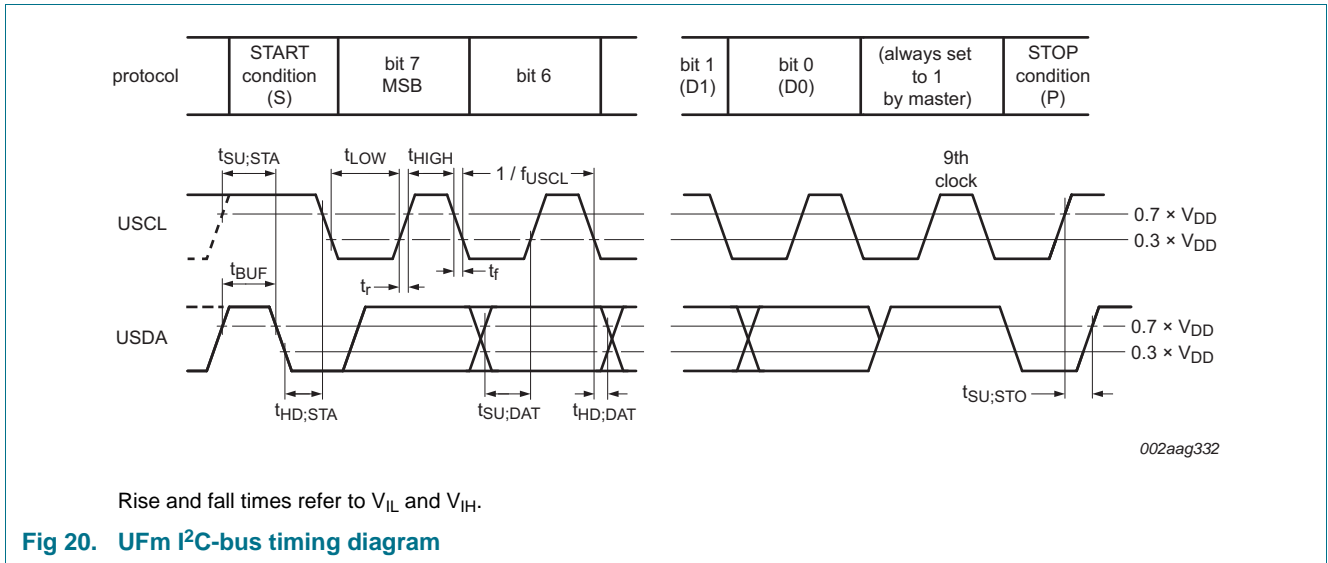 protocol
START
condition
(S)
bit 7
MSB
bit 6
bit 1
(D1)
bit 0
(D0)
(always set
to 1
by master)
STOP
condition
(P)
tSU;STA
tLOW
tHIGH
1 / fUSCL
9th
clock
USCL
0.7 × VDD
0.3 × VDD
tBUF
tr
tf
USDA
0.7 × VDD
0.3 × VDD
tHD;STA
tSU;DAT
tHD;DAT
tSU;STO
002aag332
Rise and fall times refer to VIL and VIH.
Fig 20. UFm I²C-bus timing diagram